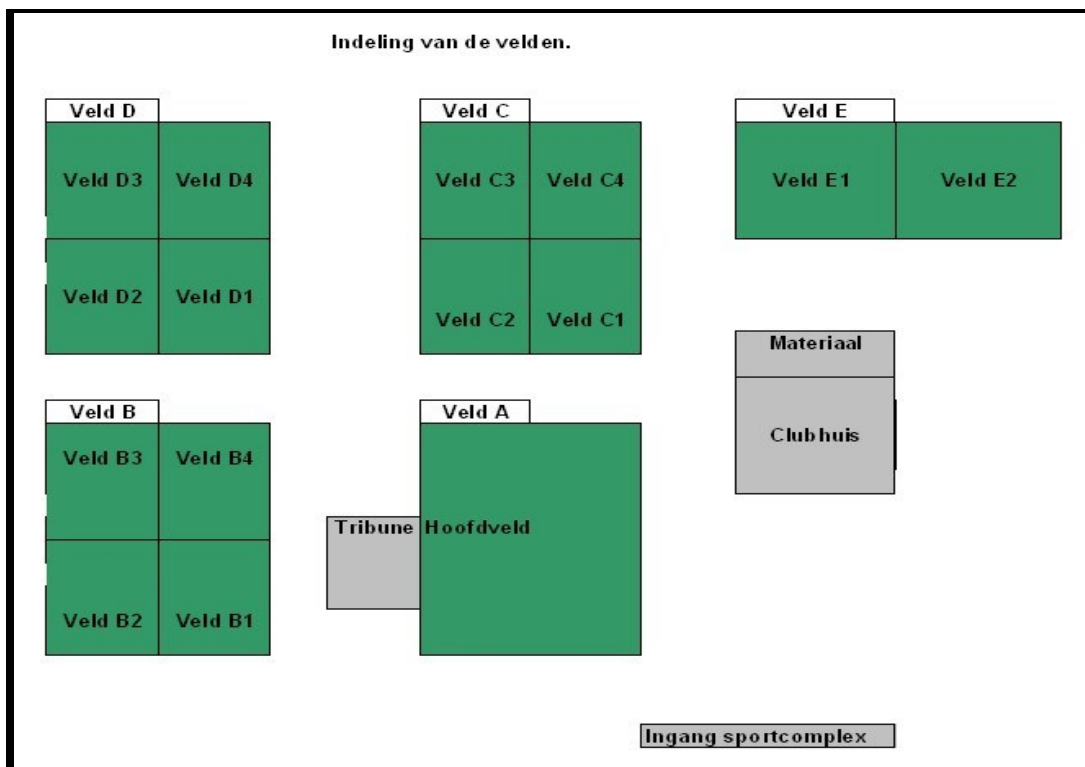 Indeling van de velden.
Veld D
Veld C
Veld E
Veld D3
Veld D4
Veld C3
Veld C4
Veld E1
Veld E2
Veld D2
Veld D1
Veld C2
Veld C1
Materiaal
Veld B
Veld A
Clubhuis
Veld B3
Veld B4
Tribune
Hoofdveld
Veld B2
Veld B1
Ingang sportcomplex